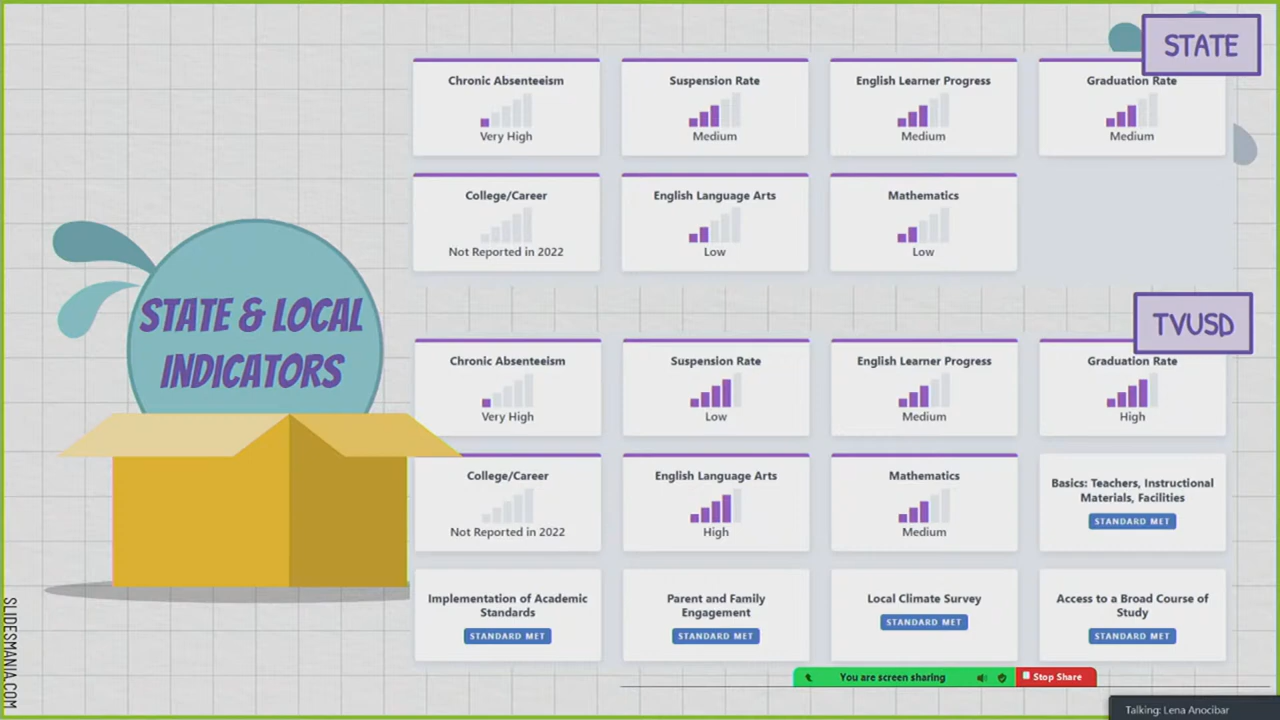 STATE
Chronic Absenteeism
Very High
Suspension Rate
Medium
English Learner Progress
Medium
Graduation Rate
Medium
College/Career
Not Reported in 2022
English Language Arts
Low
Mathematics
Low
STATE & LOCAL
INDICATORS
TVUSD
Chronic Absenteeism
Very High
Suspension Rate
Low
English Learner Progress
Medium
Graduation Rate
High
College/Career
Not Reported in 2022
English Language Arts
High
Mathematics
Medium
Basics: Teachers, Instructional
Materials, Facilities
STANDARD MET
Implementation of Academic
Standards
STANDARD MET
Parent and Family
Engagement
STANDARD MET
Local Climate Survey
STANDARD MET
Access to a Broad Course of
Study
STANDARD MET
SLIDESMANIA.COM
You are screen sharing
Stop Share
Talking: Lena Anocibar